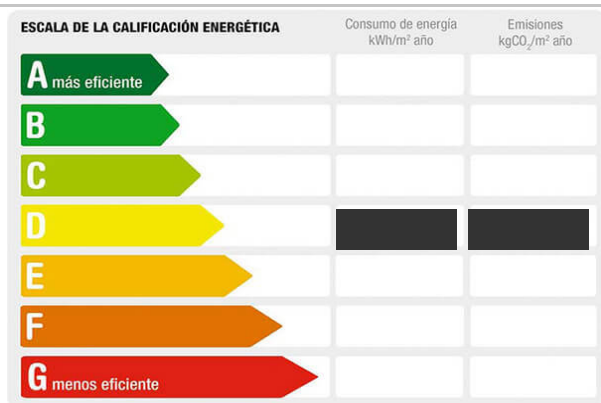 ESCALA DE LA CALIFICACIÓN ENERGÉTICA
Consumo de energía
kWh/m² año
Emisiones
kgCO₂/m² año
A más eficiente
B
C
D
E
F
G menos eficiente